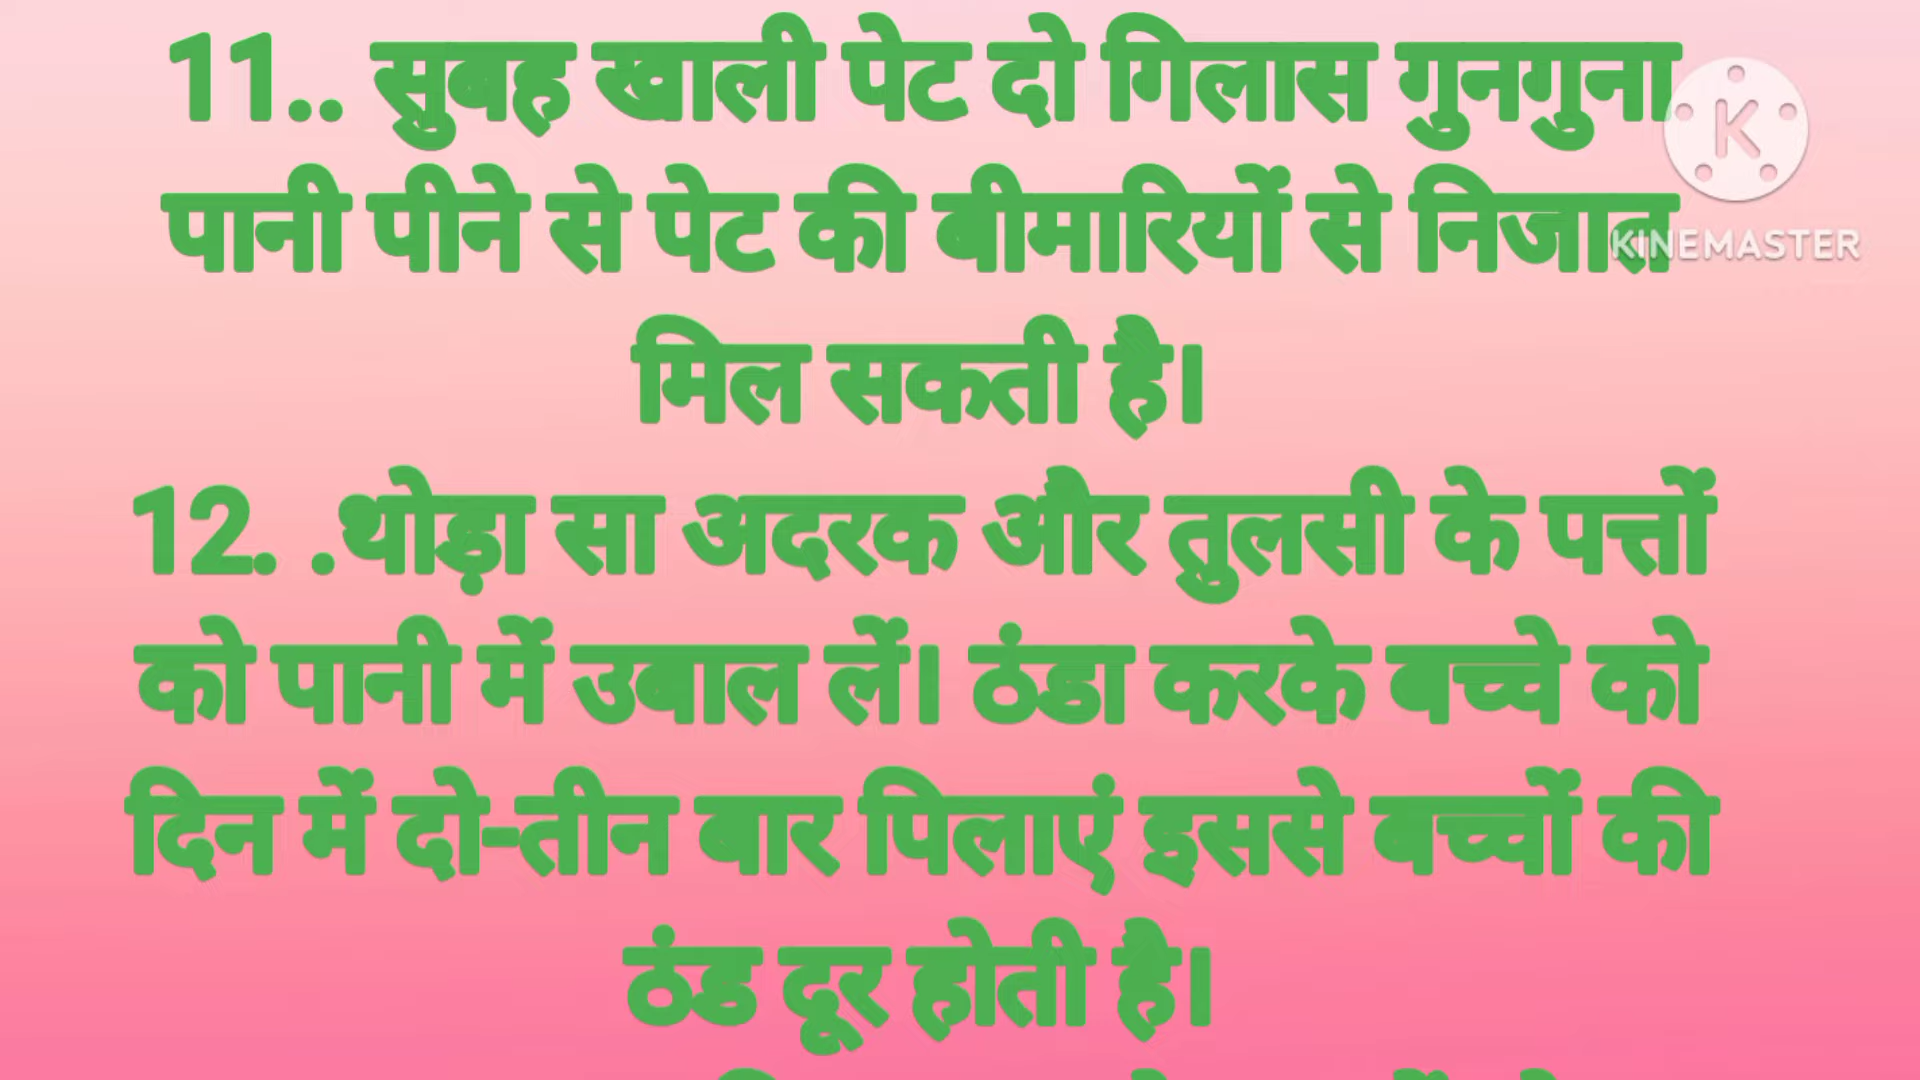 11.. सुबह खाली पेट दो गिलास गुनगुना
पानी पीने से पेट की बीमारियों से निजात
मिल सकती है।
12. .थोड़ा सा अदरक और तुलसी के पत्तों
को पानी में उबाल लें। ठंडा करके बच्चे को
दिन में दो-तीन बार पिलाएं इससे बच्चों की
ठंड दूर होती है।
K
KINEMASTER